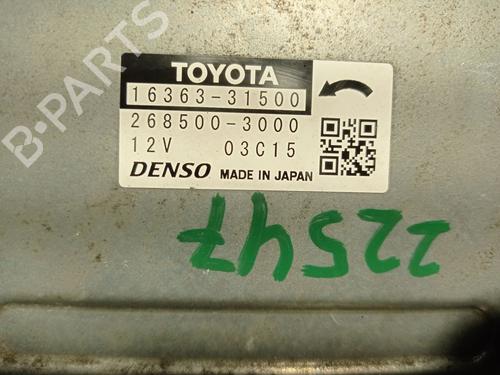 TOYOTA
16363-31500
268500-3000
12V 03C15
DENSO MADE IN JAPAN
22547
B-PARTS